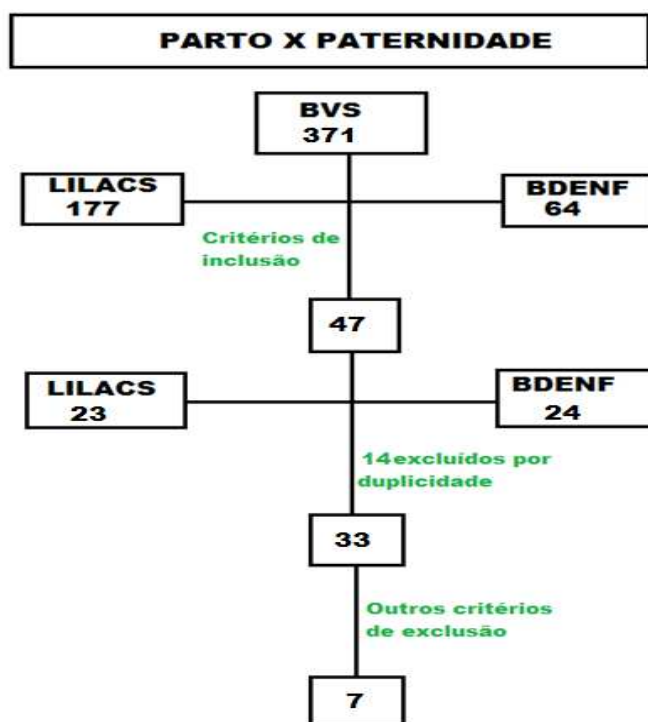 PARTO X PATERNIDADE
BVS
371
LILACS
177
BDENF
64
Critérios de
inclusão
47
LILACS
23
BDENF
24
14excluídos por
duplicidade
33
Outros critérios
de exclusão
7